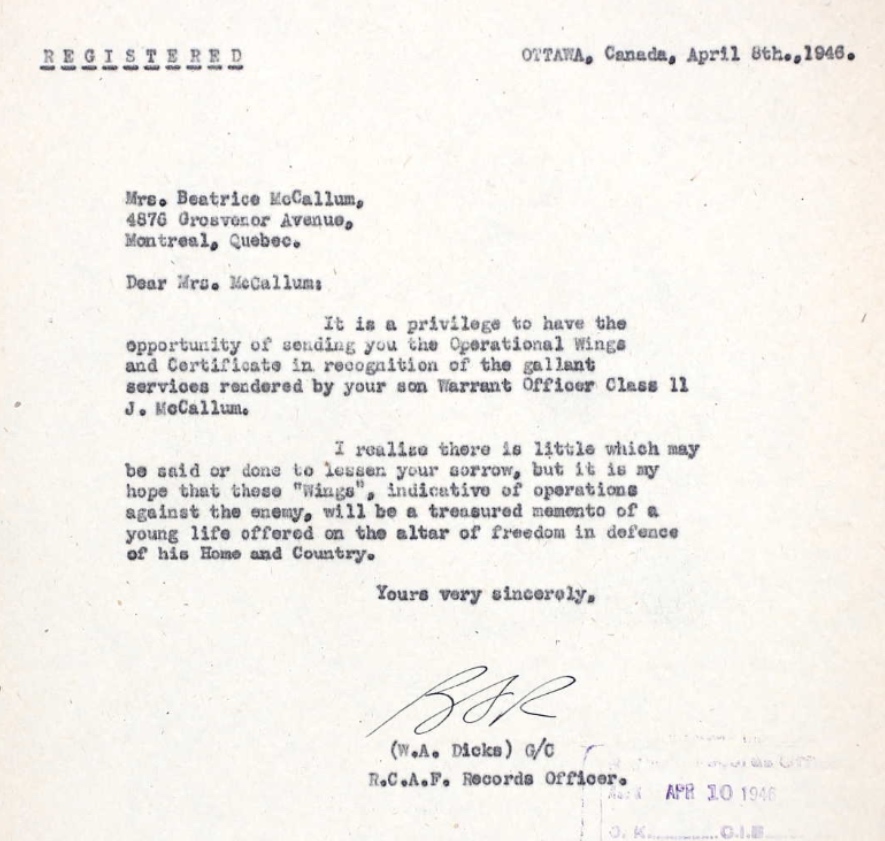 REGISTERED
OTTAWA, Canada, April 8th.,1946.
Mrs. Beatrice McCallum,
4876 Grosvenor Avenue,
Montreal, Quebec.
Dear Mrs. McCallum:
It is a privilege to have the
opportunity of sending you the Operational Wings
and Certificate in recognition of the gallant
services rendered by your son Warrant Officer Class 11
J. McCallum.
I realize there is little which may
be said or done to lessen your sorrow, but it is my
hope that these "Wings", indicative of operations
against the enemy, will be a treasured memento of a
young life offered on the altar of freedom in defence
of his Home and Country.
Yours very sincerely,
(W.A. Dicks) G/C
R.C.A.F. Records Officer.
APR 10 1946